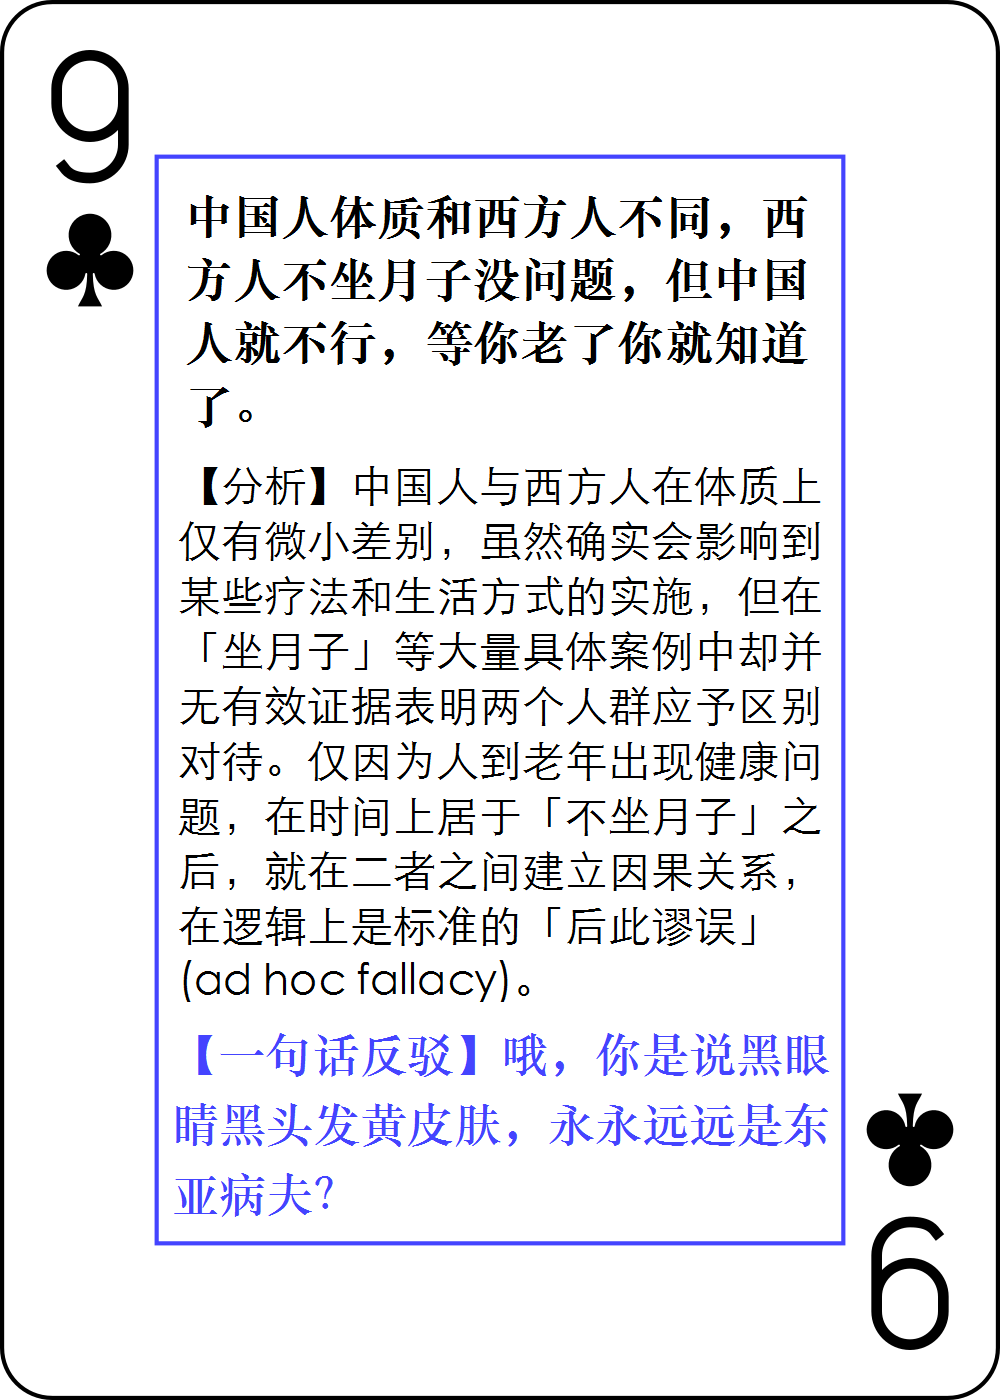 9
中国人体质和西方人不同，西
方人不坐月子没问题，但中国
人就不行，等你老了你就知道
了。
【分析】中国人与西方人在体质上
仅有微小差别，虽然确实会影响到
某些疗法和生活方式的实施，但在
「坐月子」等大量具体案例中却并
无有效证据表明两个人群应予区别
对待。仅因为人到老年出现健康问
题，在时间上居于「不坐月子」之
后，就在二者之间建立因果关系，
在逻辑上是标准的「后此谬误」
(ad hoc fallacy)。
【一句话反驳】哦，你是说黑眼
睛黑头发黄皮肤，永永远远是东
亚病夫？
9